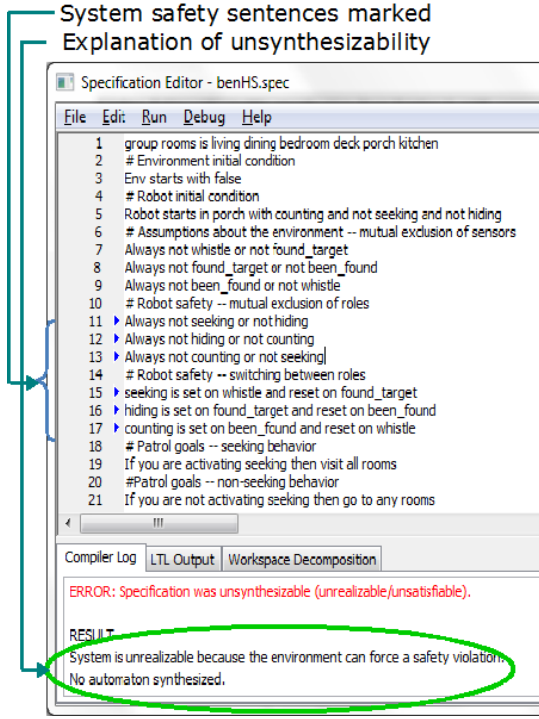 System safety sentences marked
Explanation of unsynthesizability
Specification Editor - benHS.spec
File Edit Run Debug Help
1 group rooms is living dining bedroom deck porch kitchen
2 # Environment initial condition
3 Env starts with false
4 # Robot initial condition
5 Robot starts in porch with counting and not seeking and not hiding
6 # Assumptions about the environment -- mutual exclusion of sensors
7 Always not whistle or not found_target
8 Always not found_target or not been_found
9 Always not been_found or not whistle
10 # Robot safety -- mutual exclusion of roles
11 Always not seeking or not hiding
12 Always not hiding or not counting
13 Always not counting or not seeking
14 # Robot safety -- switching between roles
15 seeking is set on whistle and reset on found_target
16 hiding is set on found_target and reset on been_found
17 counting is set on been_found and reset on whistle
18 # Patrol goals -- seeking behavior
19 If you are activating seeking then visit all rooms
20 #Patrol goals -- non-seeking behavior
21 If you are not activating seeking then go to any rooms
Compiler Log LTL Output Workspace Decomposition
ERROR: Specification was unsynthesizable (unrealizable/unsatisfiable).
RESULT
System is unrealizable because the environment can force a safety violation.
No automaton synthesized.